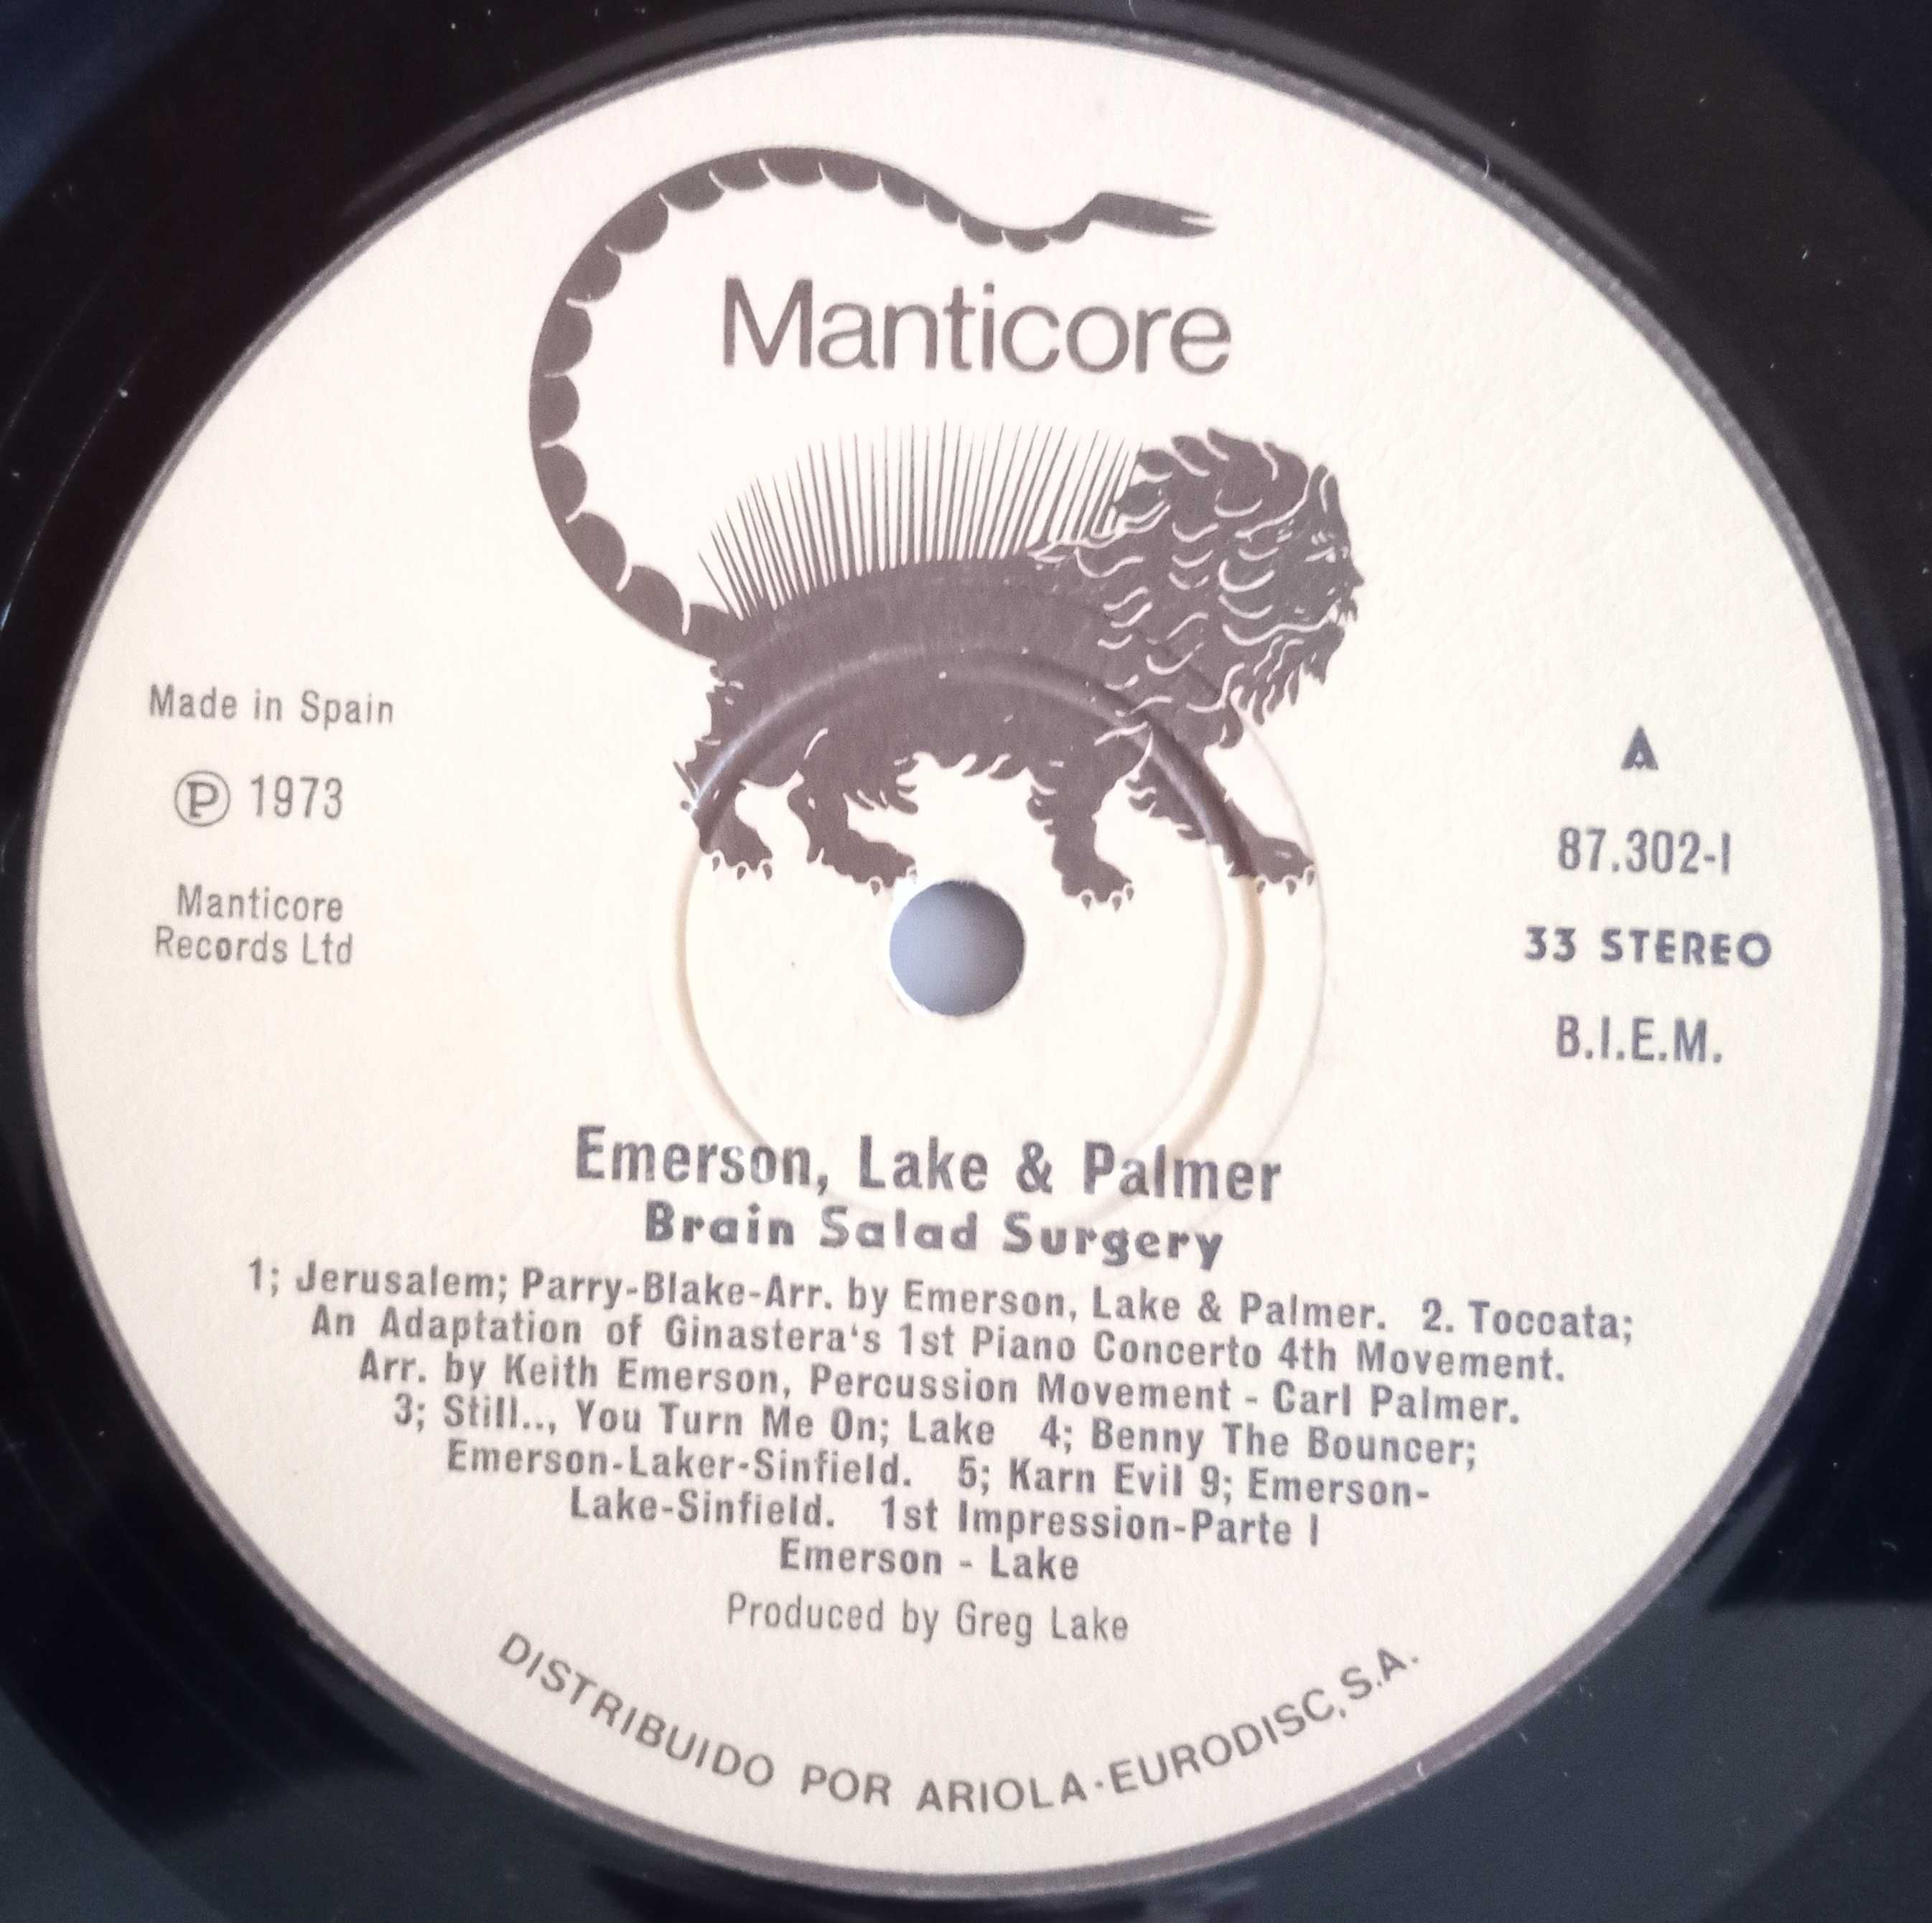 Manticore
Made in Spain
Ⓟ 1973
Manticore
Records Ltd
A
87.302-I
33 STEREO
B.I.E.M.
Emerson, Lake & Palmer
Brain Salad Surgery
1; Jerusalem; Parry-Blake-Arr. by Emerson, Lake & Palmer. 2. Toccata;
An Adaptation of Ginastera‘s 1st Piano Concerto 4th Movement.
Arr. by Keith Emerson, Percussion Movement - Carl Palmer.
3; Still.., You Turn Me On; Lake 4; Benny The Bouncer;
Emerson-Laker-Sinfield. 5; Karn Evil 9; Emerson-
Lake-Sinfield. 1st Impression-Parte I
Emerson - Lake
Produced by Greg Lake
DISTRIBUIDO POR ARIOLA-EURODISC, S.A.